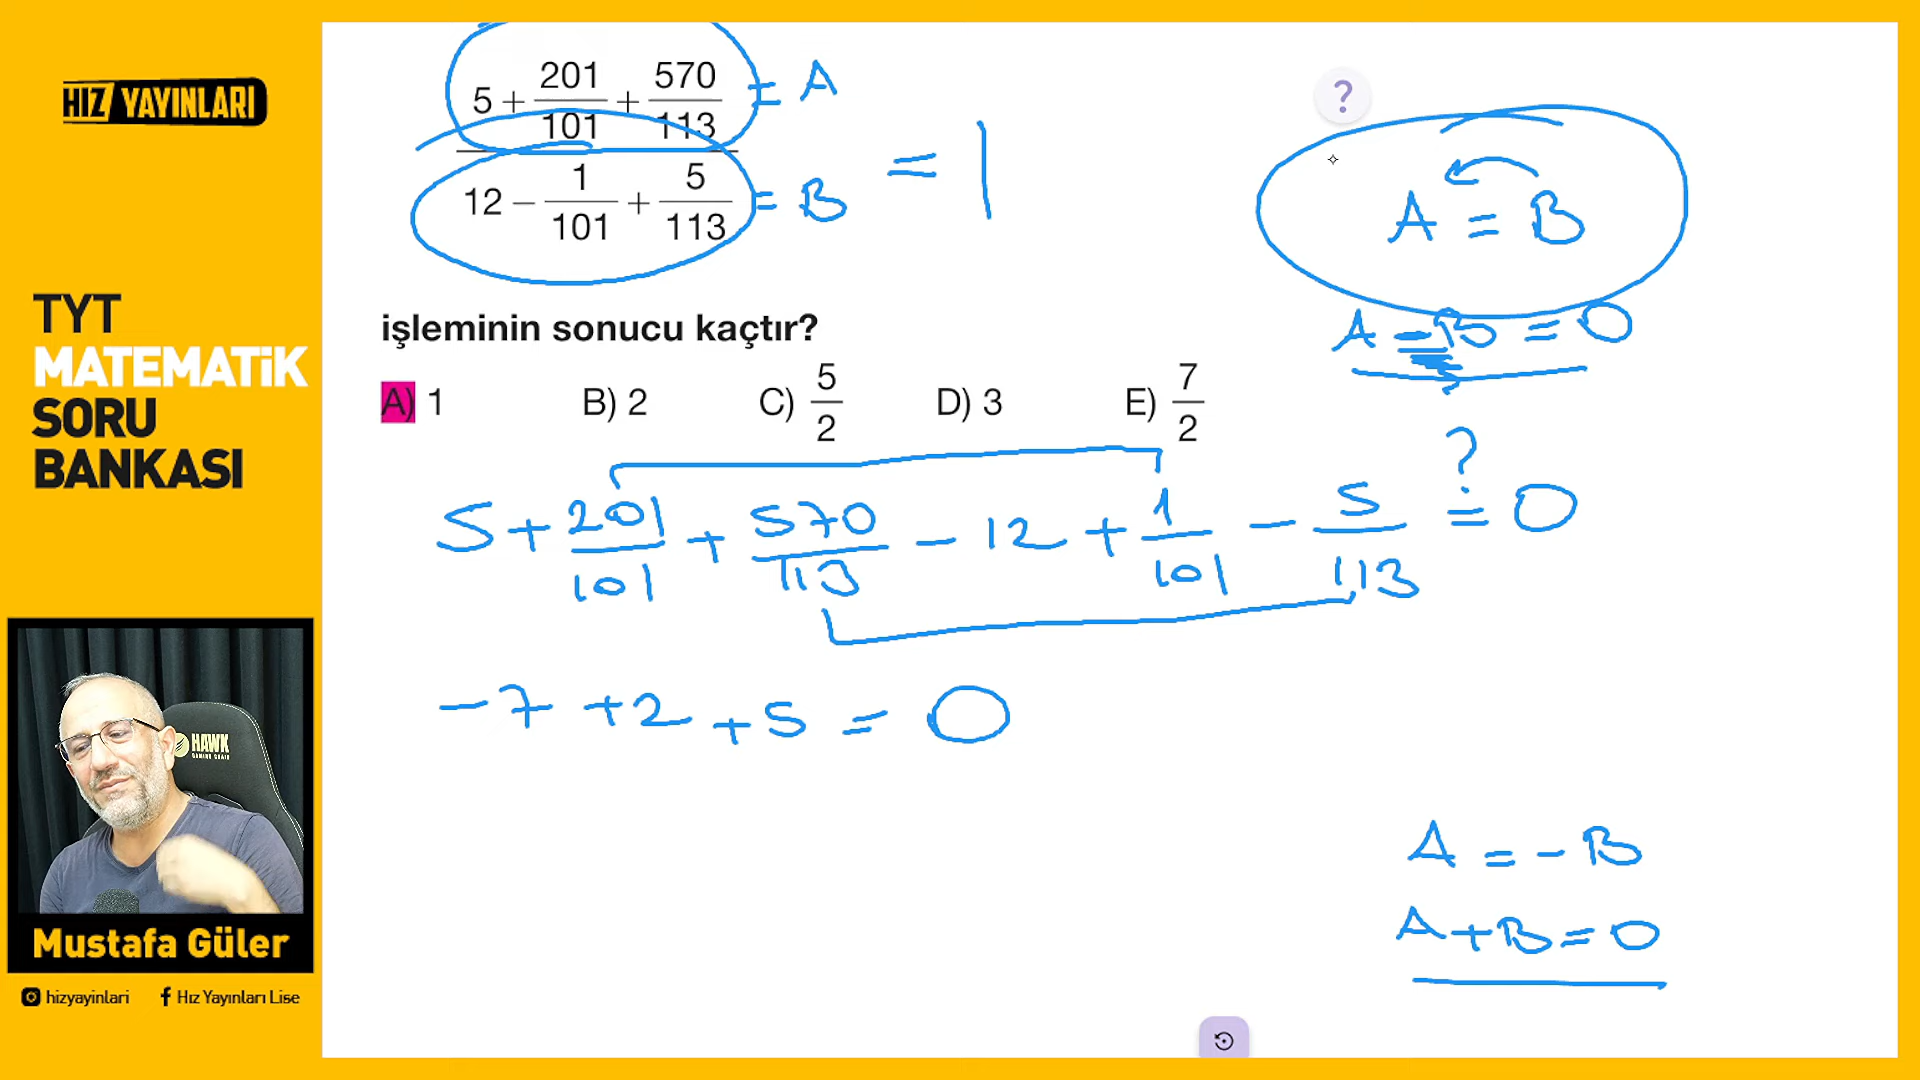 HIZ YAYINLARI
TYT
MATEMATİK
SORU
BANKASI
HAWK
GAMING CHAIR
Mustafa Güler
hizyayinlari
Hız Yayınları Lise
5 + 201/101 + 570/113 = A
12 − 1/101 + 5/113 = B
= 1
işleminin sonucu kaçtır?
A) 1 B) 2 C) 5/2 D) 3 E) 7/2
5 + 201/101 + 570/113 − 12 + 1/101 − 5/113 ≟ 0
−7 +2 +5 = 0
?
A = B
A − B = 0
A = −B
A + B = 0